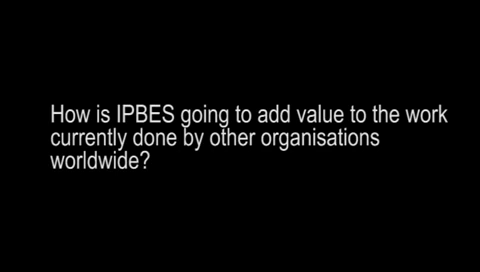 How is IPBES going to add value to the work
currently done by other organisations
worldwide?